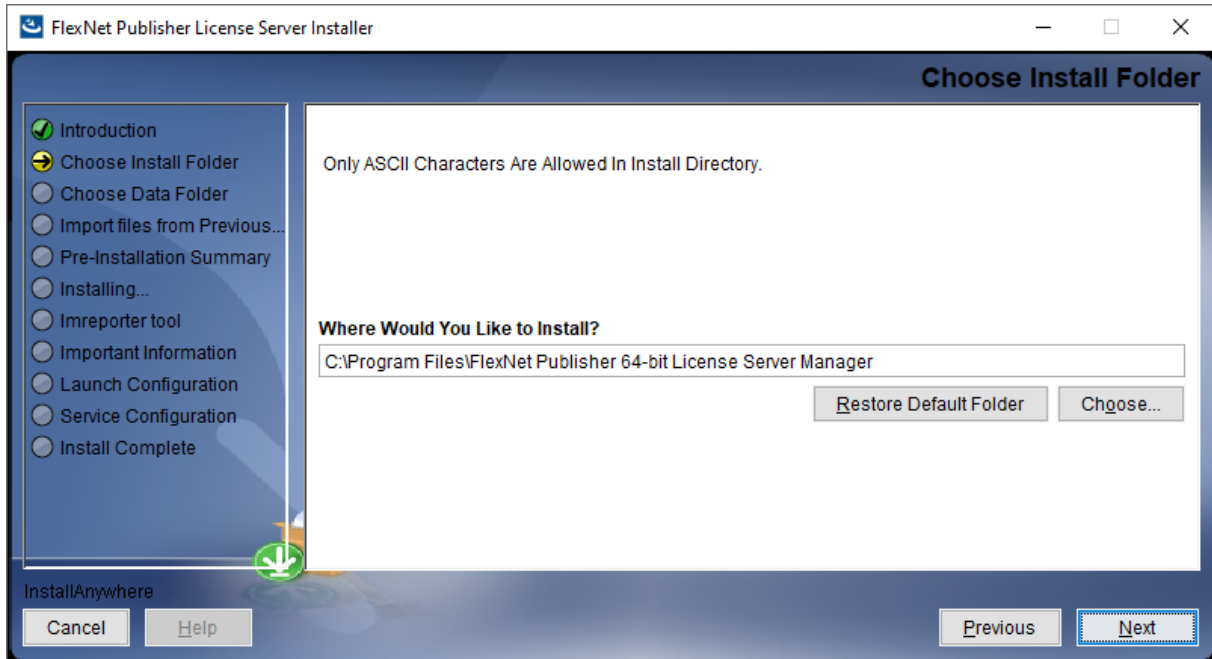 FlexNet Publisher License Server Installer
Choose Install Folder
Introduction
Choose Install Folder
Choose Data Folder
Import files from Previous...
Pre-Installation Summary
Installing...
lmreporter tool
Important Information
Launch Configuration
Service Configuration
Install Complete
Only ASCII Characters Are Allowed In Install Directory.
Where Would You Like to Install?
C:\Program Files\FlexNet Publisher 64-bit License Server Manager
Restore Default Folder
Choose...
InstallAnywhere
Cancel
Help
Previous
Next